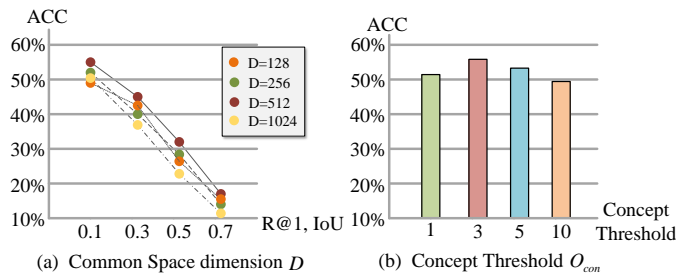 ACC
60%
50%
40%
30%
20%
10%
D=128
D=256
D=512
D=1024
0.1 0.3 0.5 0.7 R@1, IoU
(a) Common Space dimension D
ACC
60%
50%
40%
30%
20%
10%
1 3 5 10
Concept
Threshold
(b) Concept Threshold O_con